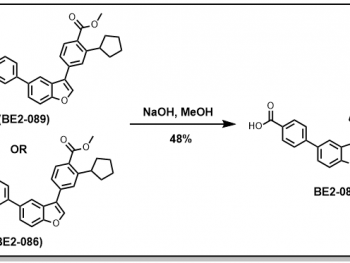 O
O
O
(BE2-089)
OR
O
O
O
(BE2-086)
NaOH, MeOH
48%
O
HO
BE2-08